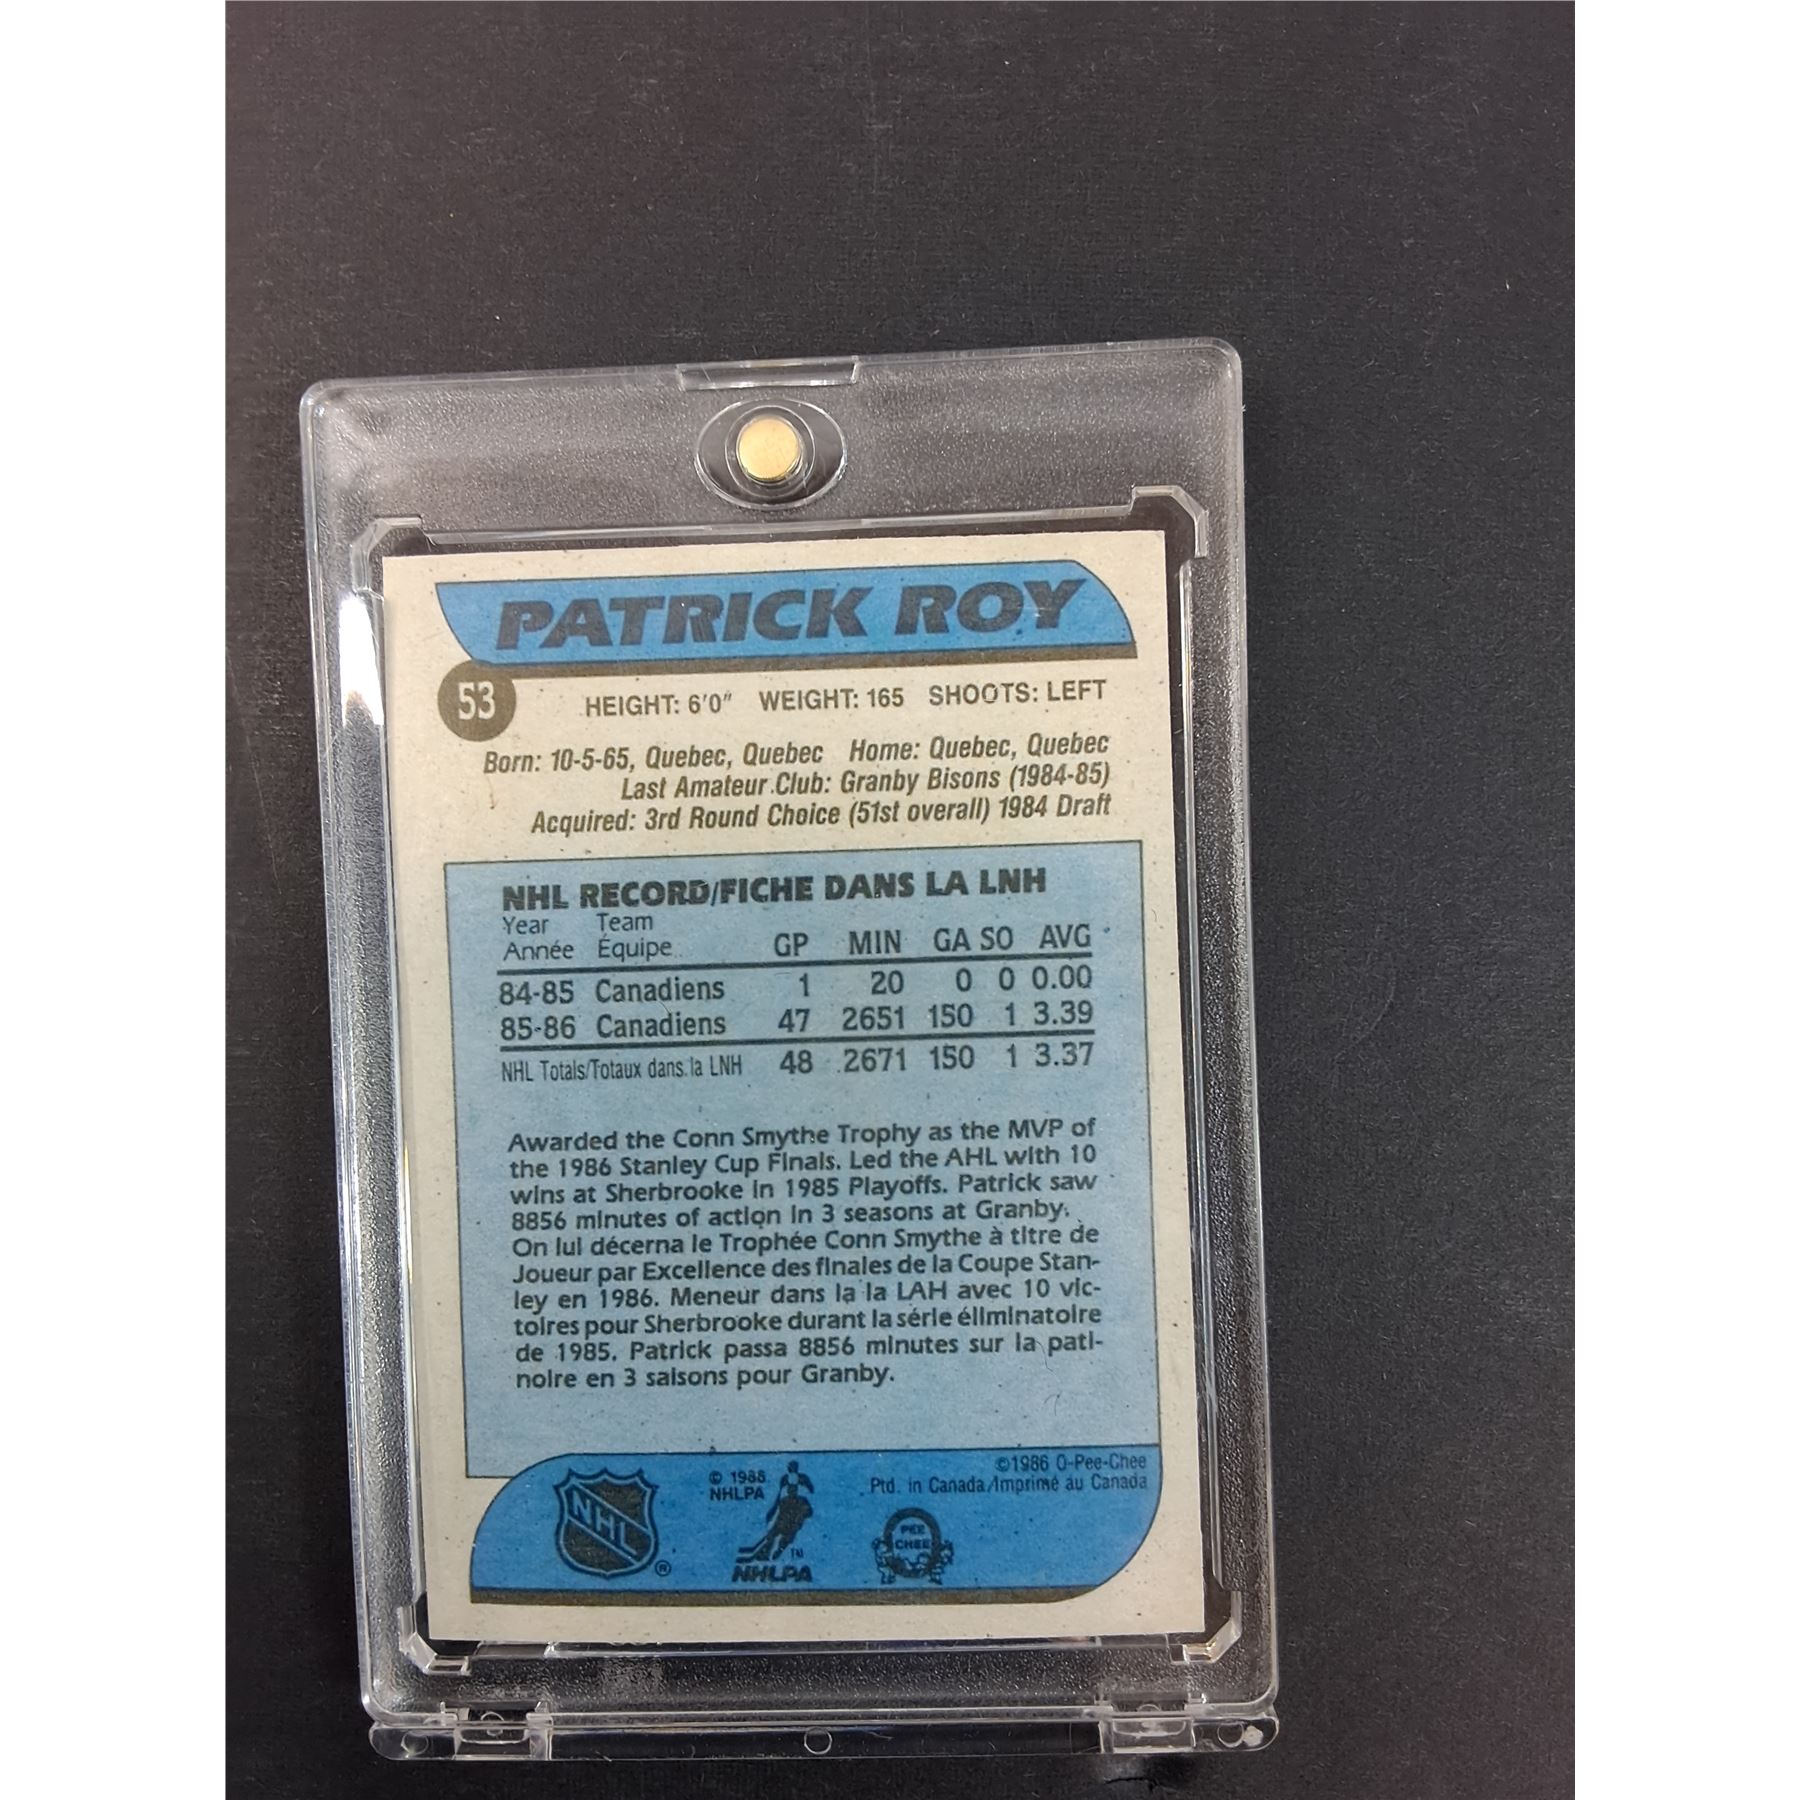 PATRICK ROY
53
HEIGHT: 6'0" WEIGHT: 165 SHOOTS: LEFT
Born: 10-5-65, Quebec, Quebec Home: Quebec, Quebec
Last Amateur Club: Granby Bisons (1984-85)
Acquired: 3rd Round Choice (51st overall) 1984 Draft
NHL RECORD/FICHE DANS LA LNH
Year Team
Année Équipe GP MIN GA SO AVG
84-85 Canadiens 1 20 0 0 0.00
85-86 Canadiens 47 2651 150 1 3.39
NHL Totals/Totaux dans la LNH 48 2671 150 1 3.37
Awarded the Conn Smythe Trophy as the MVP of
the 1986 Stanley Cup Finals. Led the AHL with 10
wins at Sherbrooke in 1985 Playoffs. Patrick saw
8856 minutes of action in 3 seasons at Granby.
On lui décerna le Trophée Conn Smythe à titre de
Joueur par Excellence des finales de la Coupe Stan-
ley en 1986. Meneur dans la la LAH avec 10 vic-
toires pour Sherbrooke durant la série éliminatoire
de 1985. Patrick passa 8856 minutes sur la pati-
noire en 3 saisons pour Granby.
©1986 O-Pee-Chee
Ptd. in Canada/Imprimé au Canada
© 1986
NHLPA
NHL ®
TM
NHLPA
PEE
CHEE